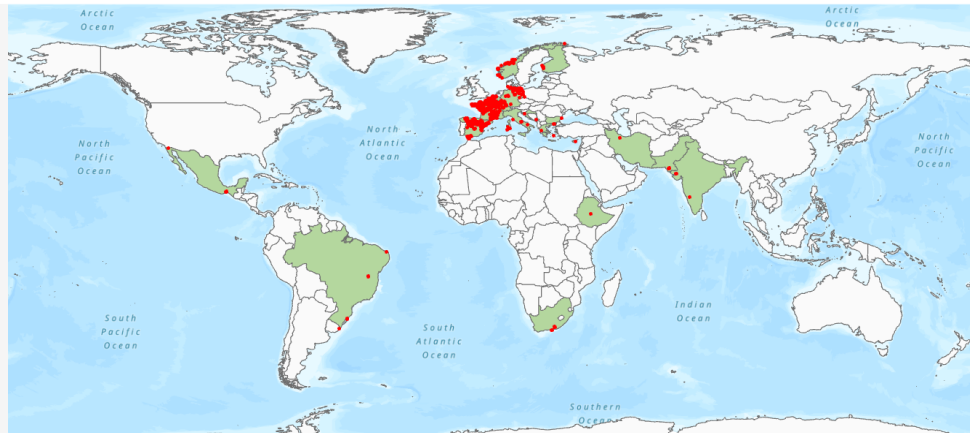 Arctic
Ocean
Arctic
Ocean
North
Pacific
Ocean
North
Atlantic
Ocean
North
Pacific
Ocean
South
Pacific
Ocean
South
Atlantic
Ocean
Indian
Ocean
Southern
Ocean